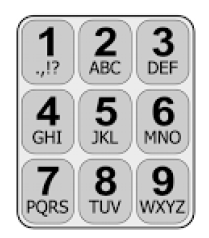 1 2 3
.,!? ABC DEF
4 5 6
GHI JKL MNO
7 8 9
PQRS TUV WXYZ